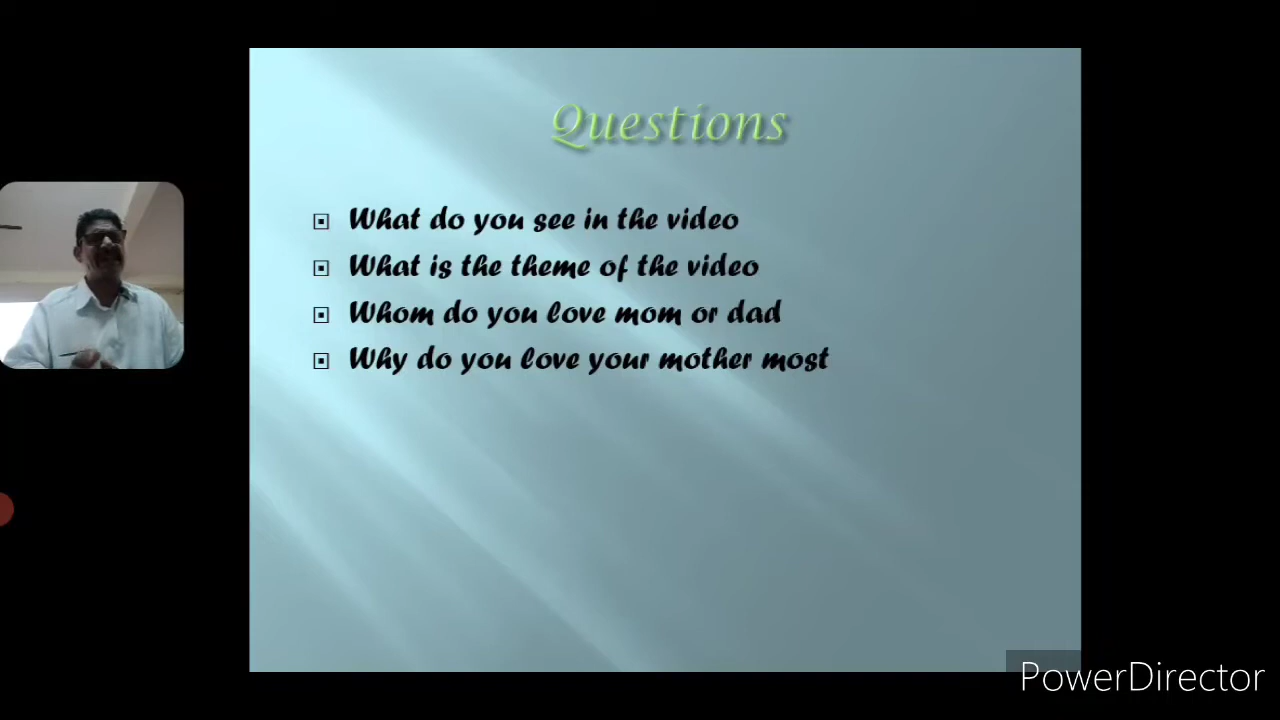 Questions
What do you see in the video
What is the theme of the video
Whom do you love mom or dad
Why do you love your mother most
PowerDirector